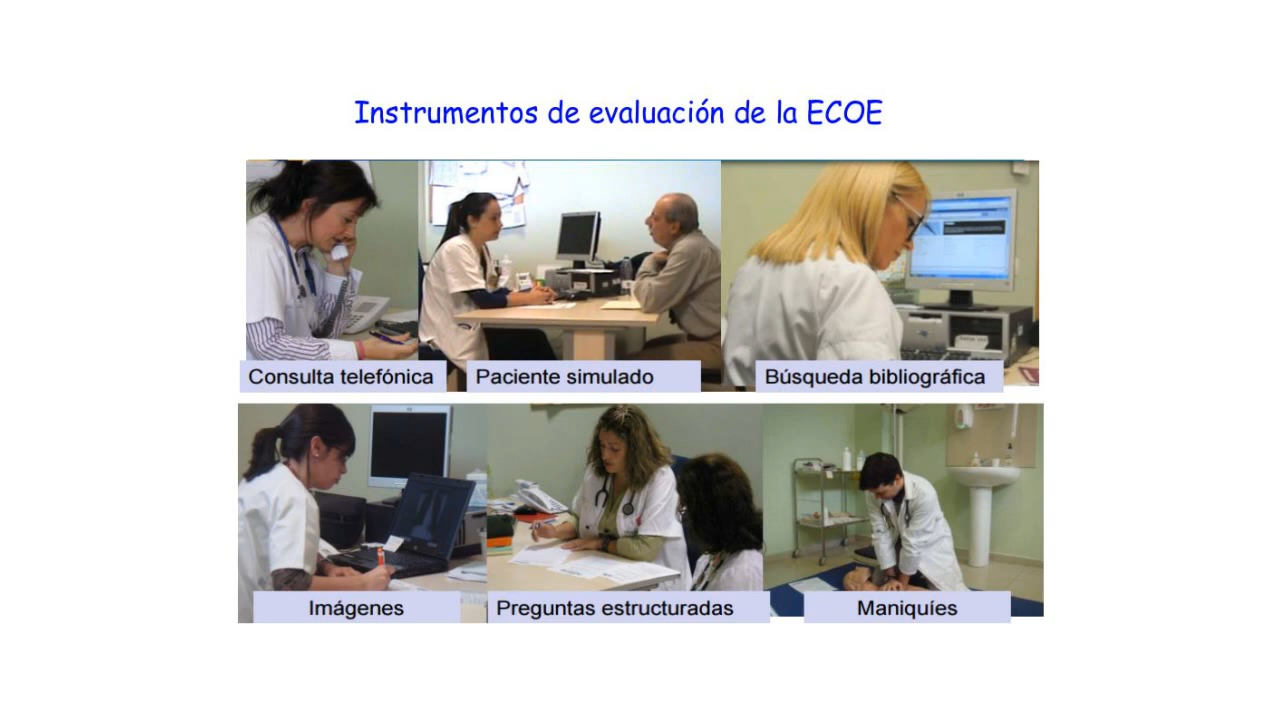 Instrumentos de evaluación de la ECOE
Consulta telefónica
Paciente simulado
Búsqueda bibliográfica
Imágenes
Preguntas estructuradas
Maniquíes